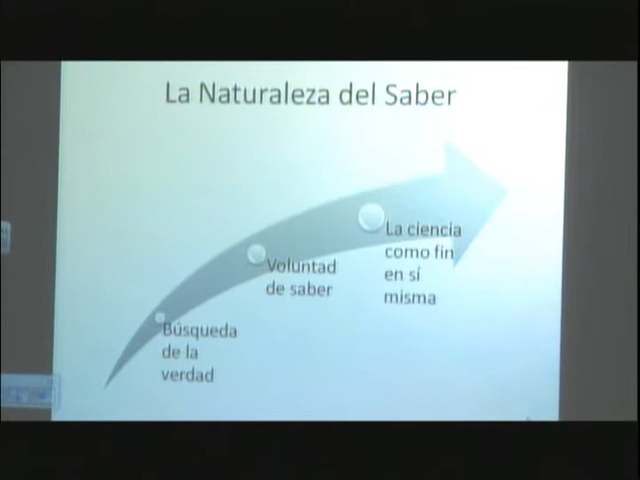 La Naturaleza del Saber
La ciencia
como fin
en sí
misma
Voluntad
de saber
Búsqueda
de la
verdad